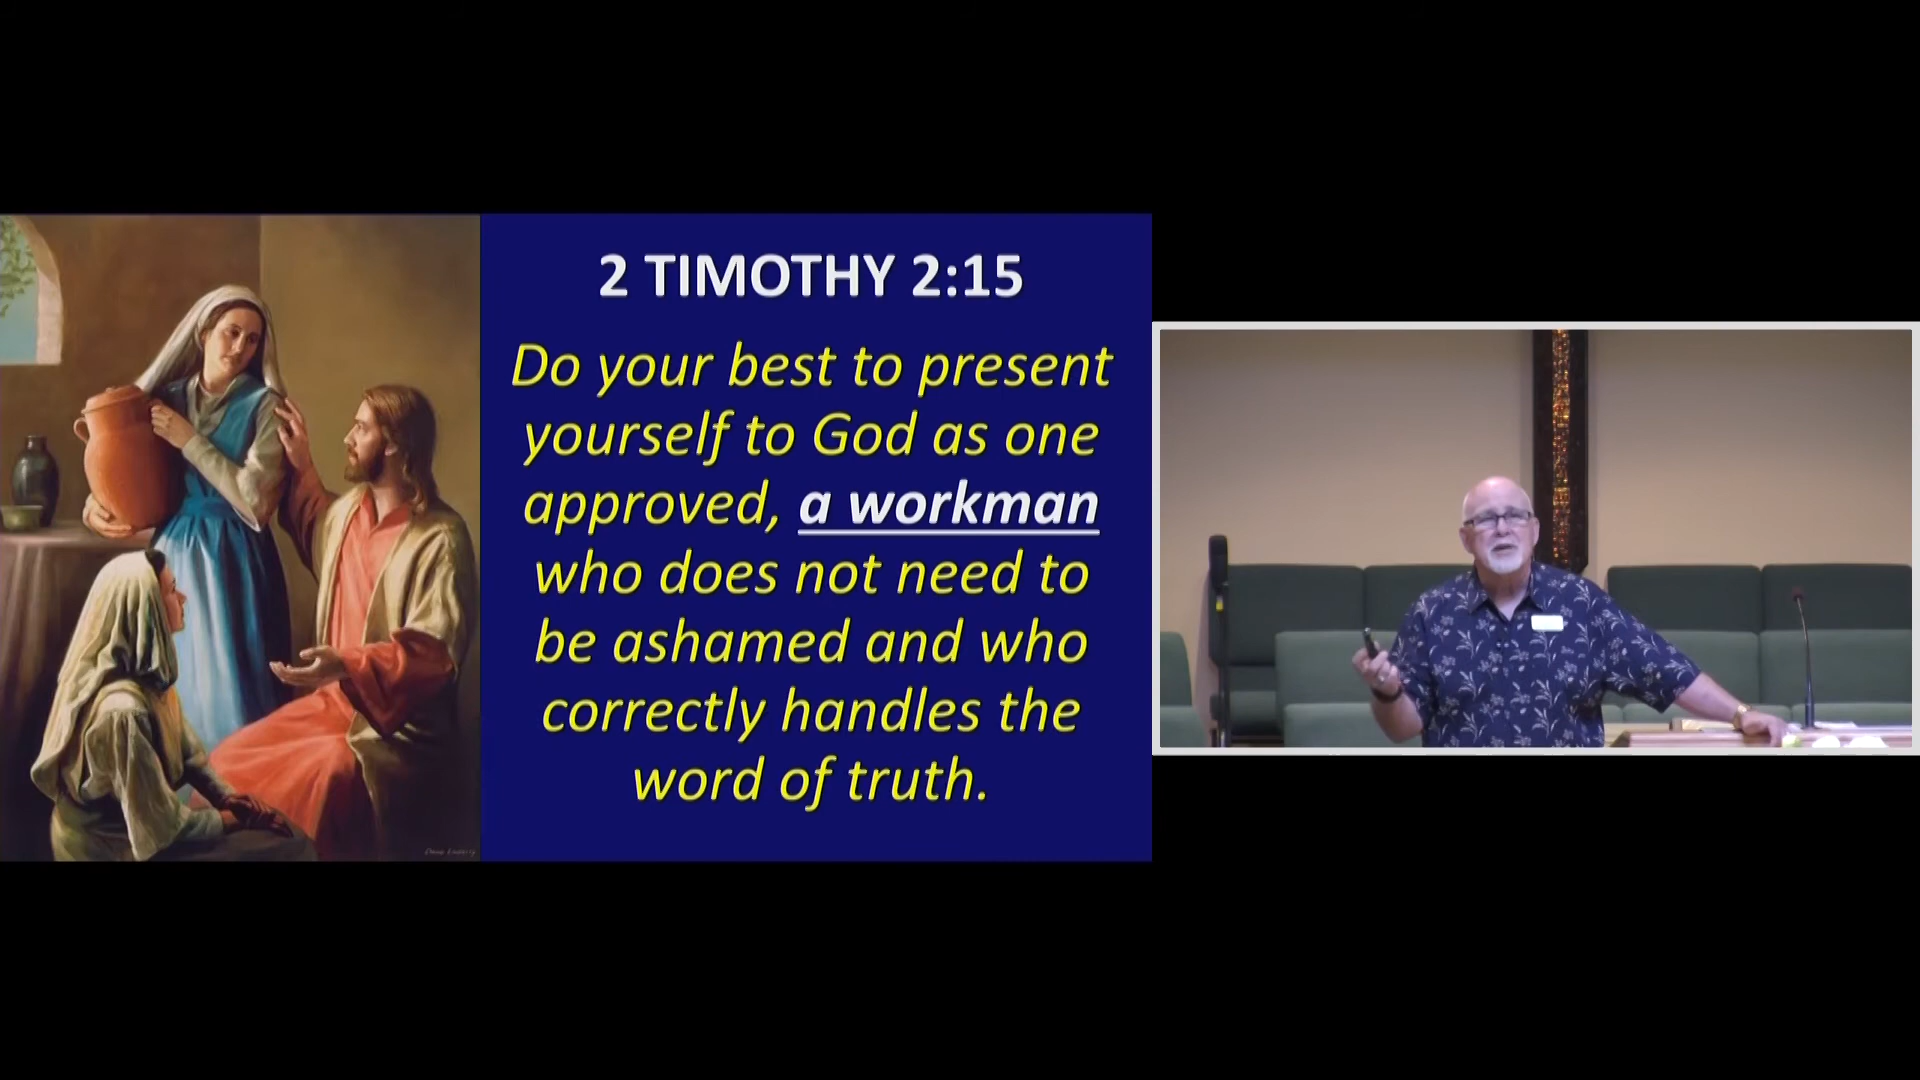 2 TIMOTHY 2:15
Do your best to present
yourself to God as one
approved, a workman
who does not need to
be ashamed and who
correctly handles the
word of truth.